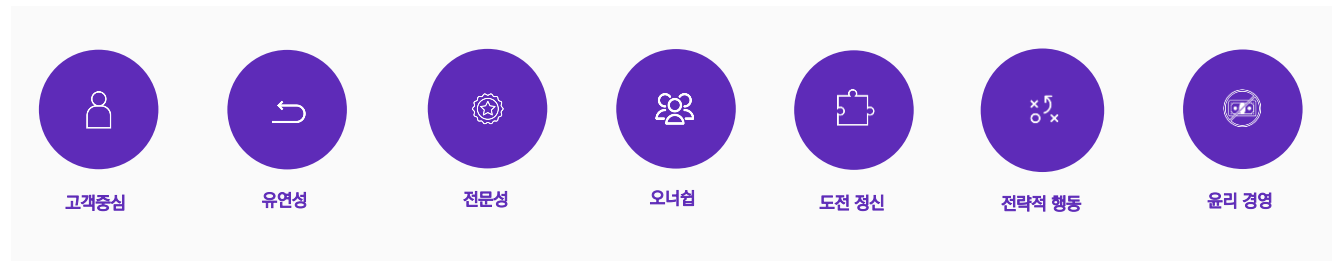 고객중심
유연성
전문성
오너쉽
도전 정신
전략적 행동
윤리 경영